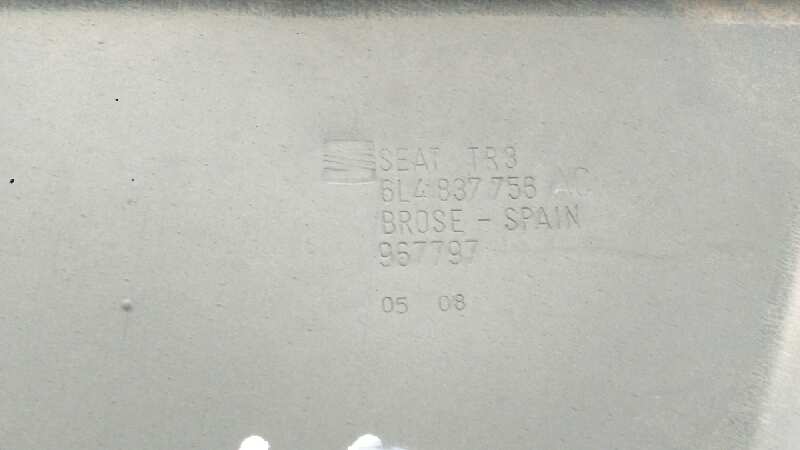 SEAT TR3
6L4 837 756 AC
BROSE - SPAIN
967797
05 08